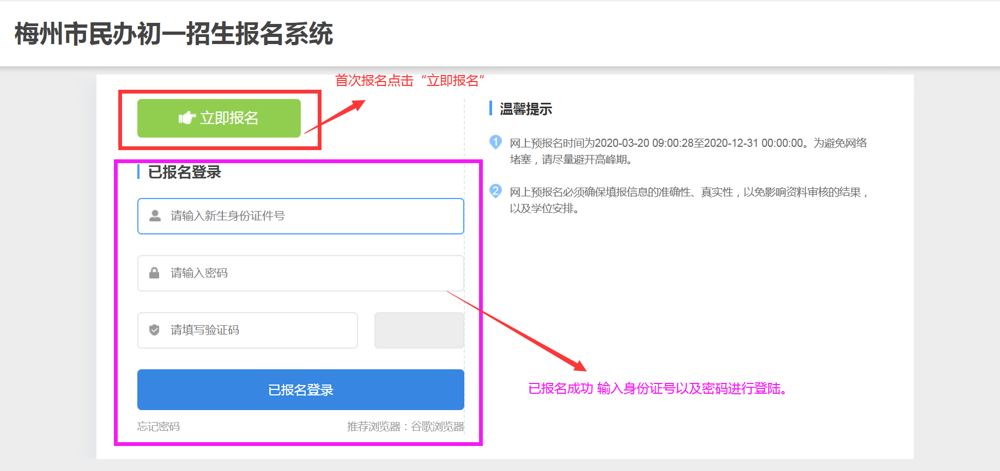 梅州市民办初一招生报名系统
首次报名点击“立即报名”
立即报名
已报名登录
请输入新生身份证件号
请输入密码
请填写验证码
已报名登录
忘记密码
推荐浏览器：谷歌浏览器
温馨提示
1 网上预报名时间为2020-03-20 09:00:28至2020-12-31 00:00:00。为避免网络
堵塞，请尽量避开高峰期。
2 网上预报名必须确保填报信息的准确性、真实性，以免影响资料审核的结果，
以及学位安排。
已报名成功 输入身份证号以及密码进行登陆。